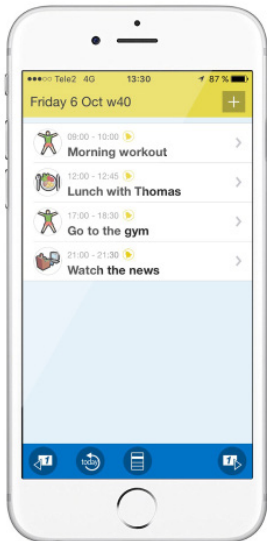 Tele2 4G 13:30 87 %
Friday 6 Oct w40 +
09:00 - 10:00
Morning workout
12:00 - 12:45
Lunch with Thomas
17:00 - 18:30
Go to the gym
21:00 - 21:30
Watch the news
1 today 1